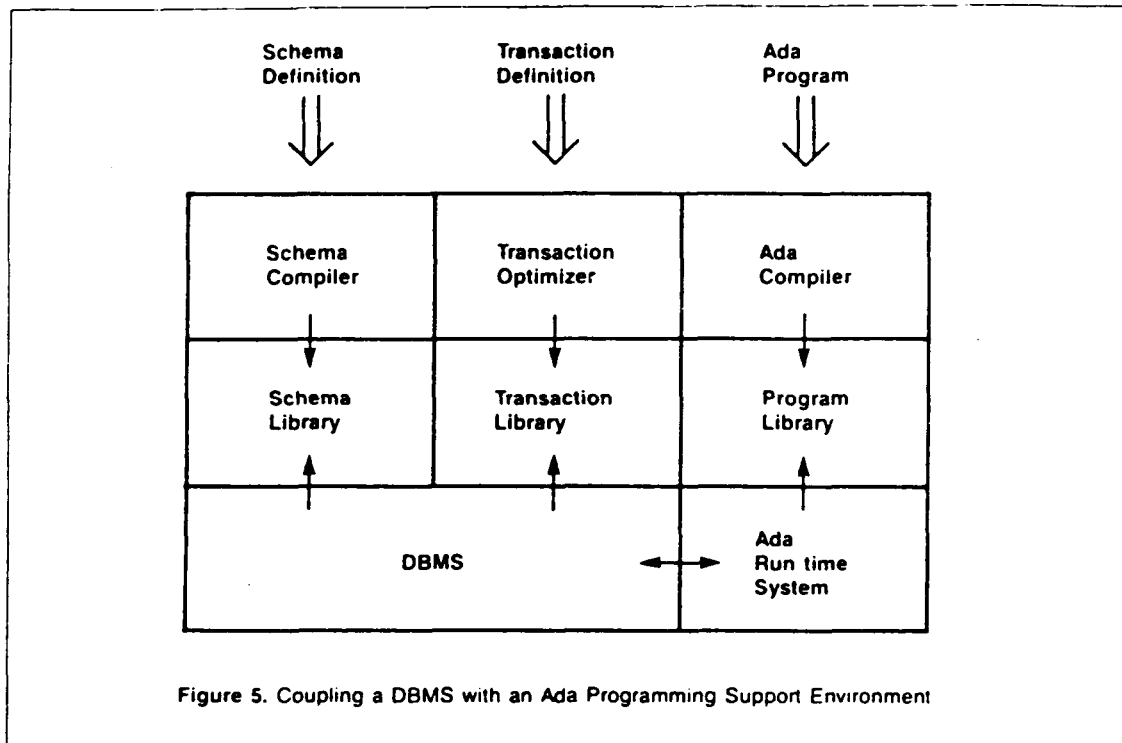 Schema
Definition
Transaction
Definition
Ada
Program
Schema
Compiler
Transaction
Optimizer
Ada
Compiler
Schema
Library
Transaction
Library
Program
Library
DBMS
Ada
Run time
System
Figure 5. Coupling a DBMS with an Ada Programming Support Environment